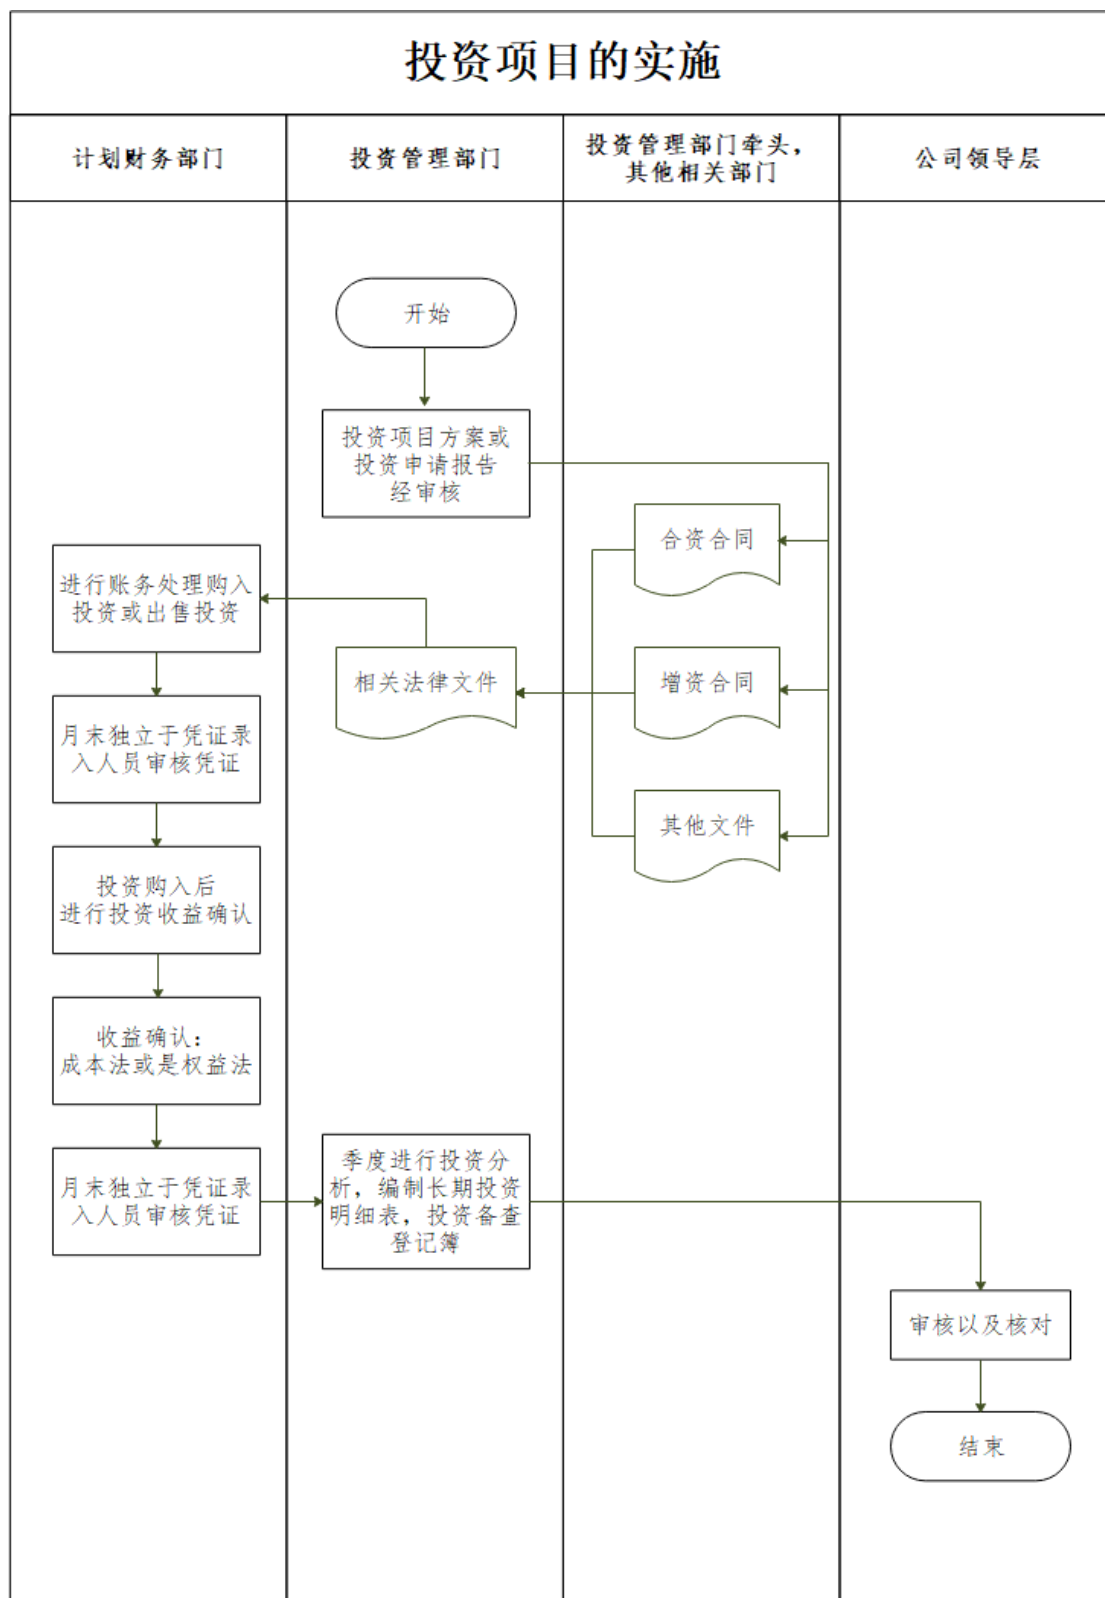 投资项目的实施
计划财务部门
投资管理部门
投资管理部门牵头，
其他相关部门
公司领导层
开始
投资项目方案或
投资申请报告
经审核
合资合同
进行账务处理购入
投资或出售投资
相关法律文件
增资合同
月末独立于凭证录
入人员审核凭证
其他文件
投资购入后
进行投资收益确认
收益确认：
成本法或是权益法
月末独立于凭证录
入人员审核凭证
季度进行投资分
析，编制长期投资
明细表，投资备查
登记簿
审核以及核对
结束